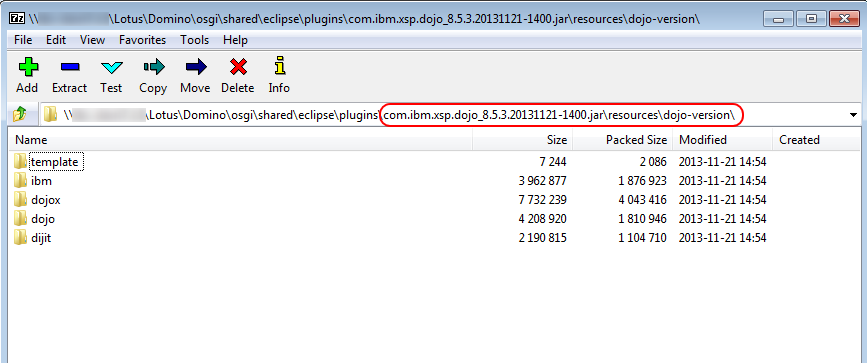 7z \\ \Lotus\Domino\osgi\shared\eclipse\plugins\com.ibm.xsp.dojo_8.5.3.20131121-1400.jar\resources\dojo-version\
File Edit View Favorites Tools Help
Add Extract Test Copy Move Delete Info
\\ \Lotus\Domino\osgi\shared\eclipse\plugins\com.ibm.xsp.dojo_8.5.3.20131121-1400.jar\resources\dojo-version\
Name Size Packed Size Modified Created
template 7 244 2 086 2013-11-21 14:54
ibm 3 962 877 1 876 923 2013-11-21 14:54
dojox 7 732 239 4 043 416 2013-11-21 14:54
dojo 4 208 920 1 810 946 2013-11-21 14:54
dijit 2 190 815 1 104 710 2013-11-21 14:54